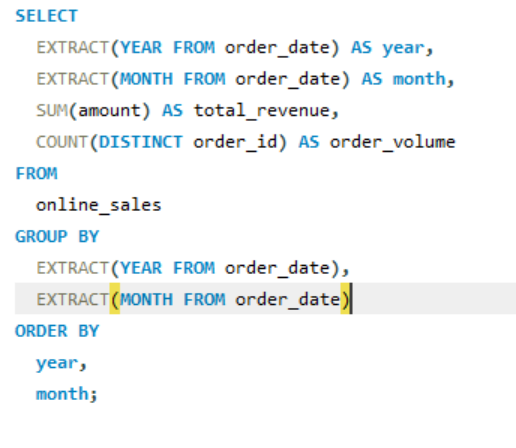 SELECT
EXTRACT(YEAR FROM order_date) AS year,
EXTRACT(MONTH FROM order_date) AS month,
SUM(amount) AS total_revenue,
COUNT(DISTINCT order_id) AS order_volume
FROM
online_sales
GROUP BY
EXTRACT(YEAR FROM order_date),
EXTRACT(MONTH FROM order_date)
ORDER BY
year,
month;